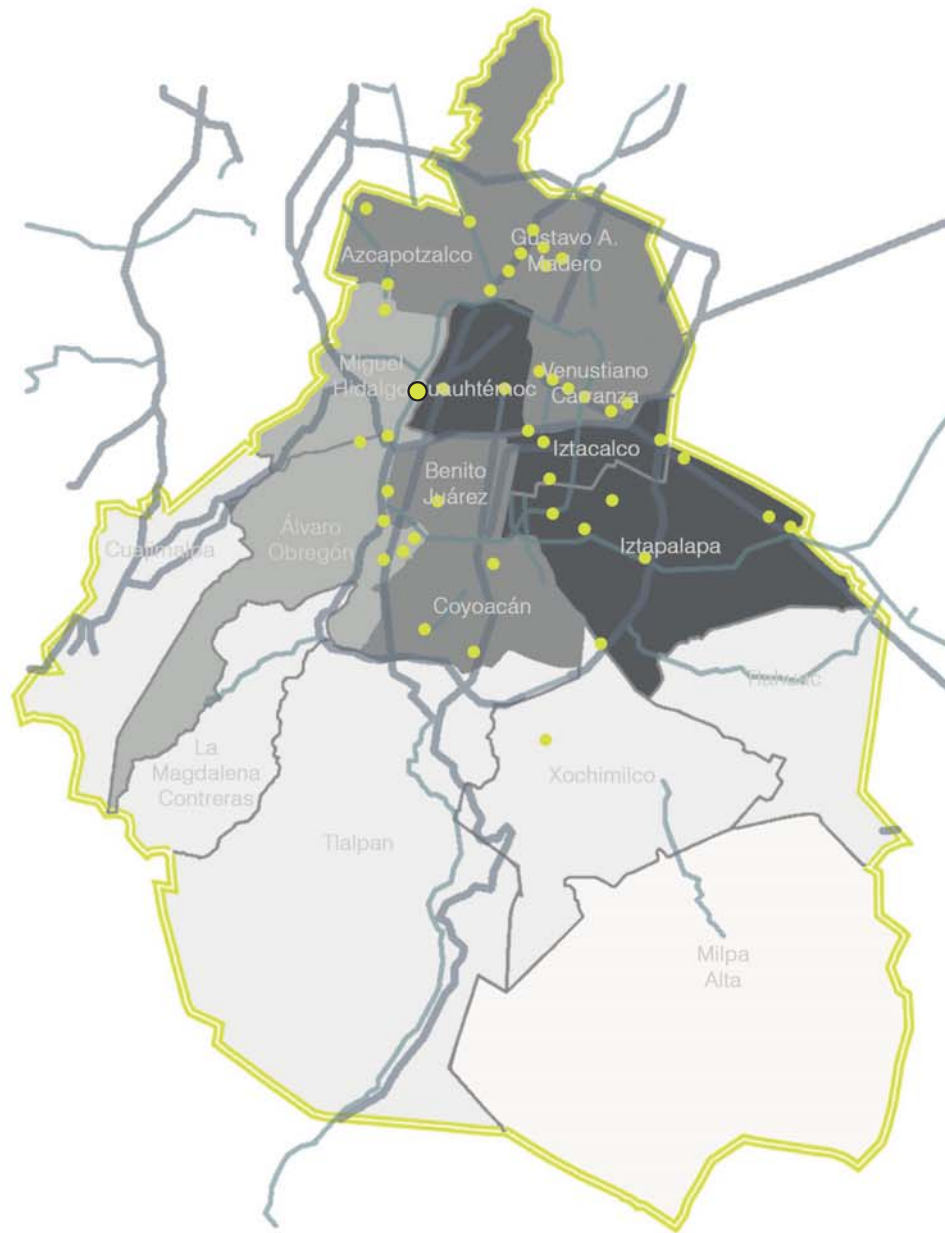 Azcapotzalco
Gustavo A.
Madero
Miguel
Hidalgo
uauhtémoc
Venustiano
Carranza
Iztacalco
Benito
Juárez
Álvaro
Obregón
Cuajimalpa
Iztapalapa
Coyoacán
Tláhuac
La
Magdalena
Contreras
Xochimilco
Tlalpan
Milpa
Alta